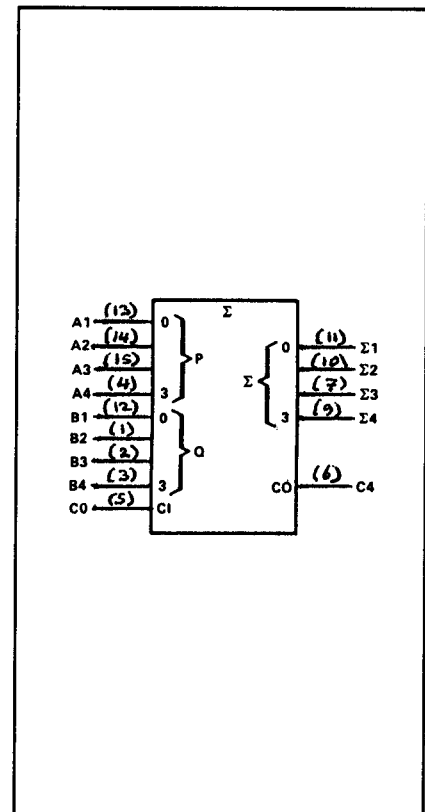 Σ
A1 (13) 0
A2 (14)
A3 (15) P
A4 (4) 3
B1 (12) 0
B2 (1)
B3 (2) Q
B4 (3) 3
C0 (5) CI
0 (11) Σ1
(10) Σ2
Σ (7) Σ3
3 (9) Σ4
CO (6) C4